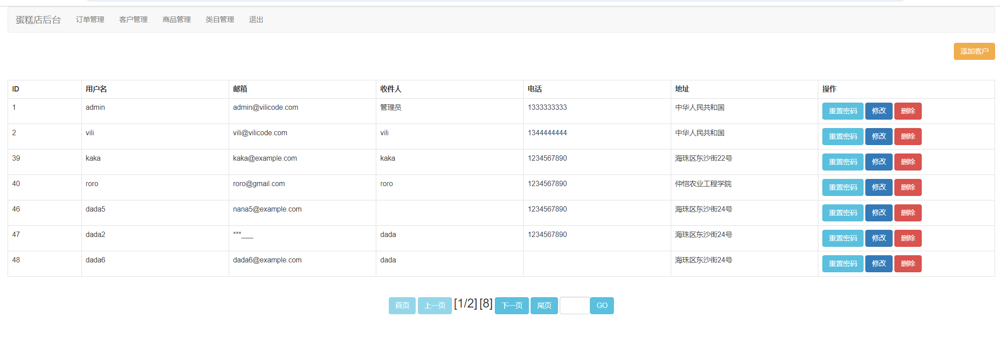 蛋糕店后台 订单管理 客户管理 商品管理 类目管理 退出
添加客户
ID 用户名 邮箱 收件人 电话 地址 操作
1 admin admin@vilicode.com 管理员 1333333333 中华人民共和国 重置密码 修改 删除
2 vili vili@vilicode.com vili 1344444444 中华人民共和国 重置密码 修改 删除
39 kaka kaka@example.com kaka 1234567890 海珠区东沙街22号 重置密码 修改 删除
40 roro roro@gmail.com roro 1234567890 仲恺农业工程学院 重置密码 修改 删除
46 dada5 nana5@example.com 1234567890 海珠区东沙街24号 重置密码 修改 删除
47 dada2 ***___ dada 1234567890 海珠区东沙街24号 重置密码 修改 删除
48 dada6 dada6@example.com dada 海珠区东沙街24号 重置密码 修改 删除
首页 上一页 [1/2] [8] 下一页 尾页 GO